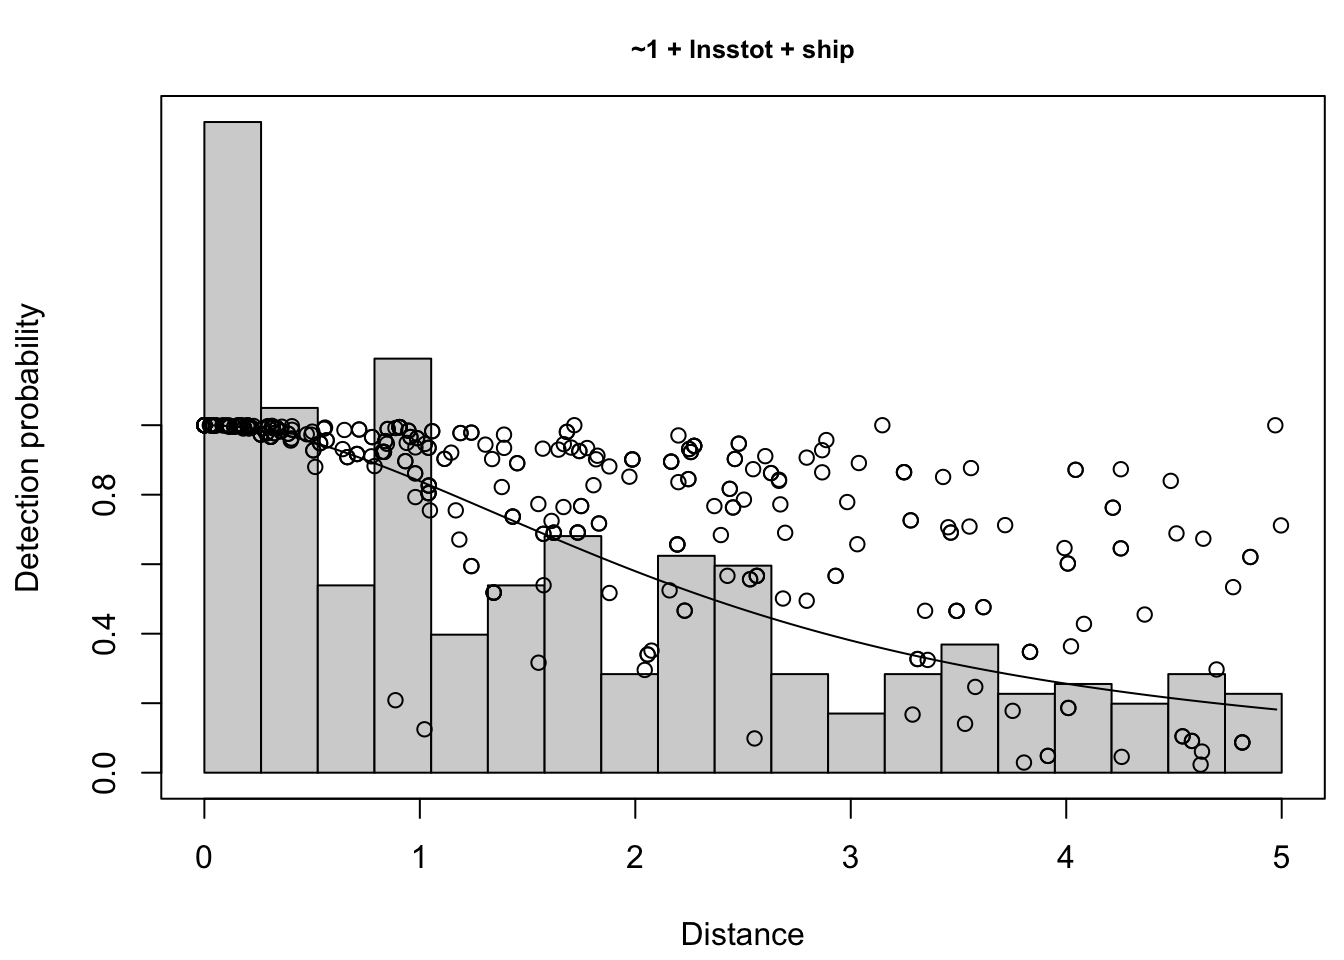 ~1 + lnsstot + ship
Detection probability
0.8
0.4
0.0
0 1 2 3 4 5
Distance